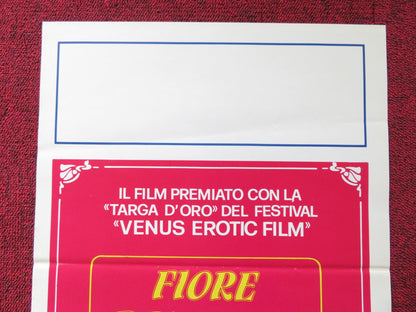 IL FILM PREMIATO CON LA
«TARGA D'ORO» DEL FESTIVAL
«VENUS EROTIC FILM»
FIORE